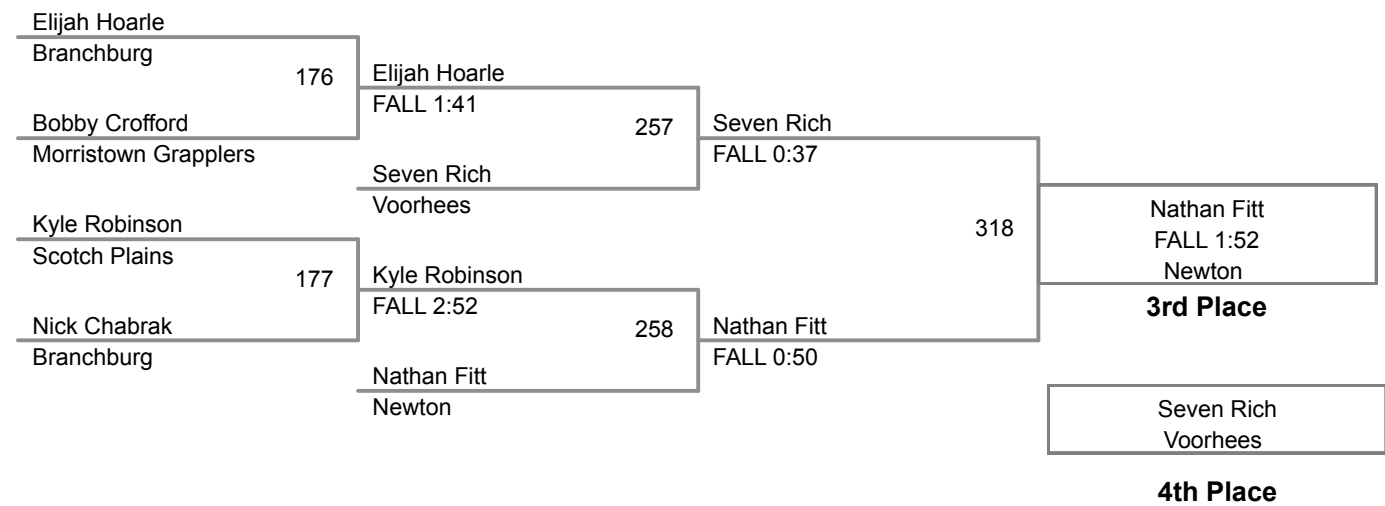 Elijah Hoarle
Branchburg
176
Elijah Hoarle
FALL 1:41
Bobby Crofford
Morristown Grapplers
257
Seven Rich
FALL 0:37
Seven Rich
Voorhees
Kyle Robinson
Scotch Plains
318
Nathan Fitt
FALL 1:52
Newton
3rd Place
177
Kyle Robinson
FALL 2:52
Nick Chabrak
Branchburg
258
Nathan Fitt
FALL 0:50
Nathan Fitt
Newton
Seven Rich
Voorhees
4th Place